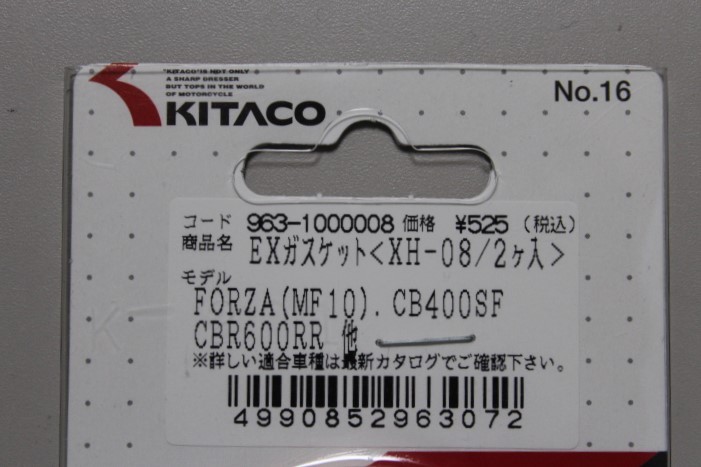 "KITACO" IS NOT ONLY
A SHARP DRESSER
BUT TOPS IN THE WORLD
OF MOTORCYCLE
KITACO
No.16
コード 963-1000008 価格 ¥525 (税込)
商品名 EXガスケット<XH-08/2ヶ入>
モデル
FORZA(MF10).CB400SF
CBR600RR 他
※詳しい適合車種は最新カタログでご確認下さい。
4990852963072